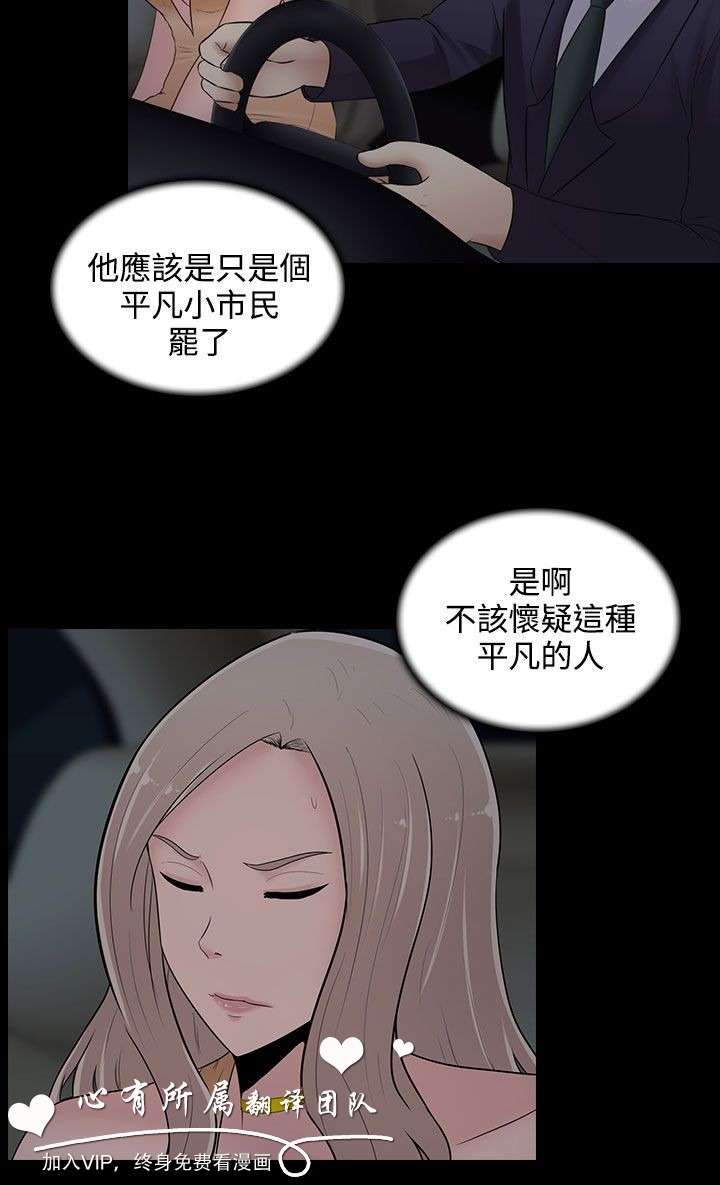 他應該是只是個
平凡小市民
罷了
是啊
不該懷疑這種
平凡的人
心有所属翻译团队
加入VIP，终身免费看漫画